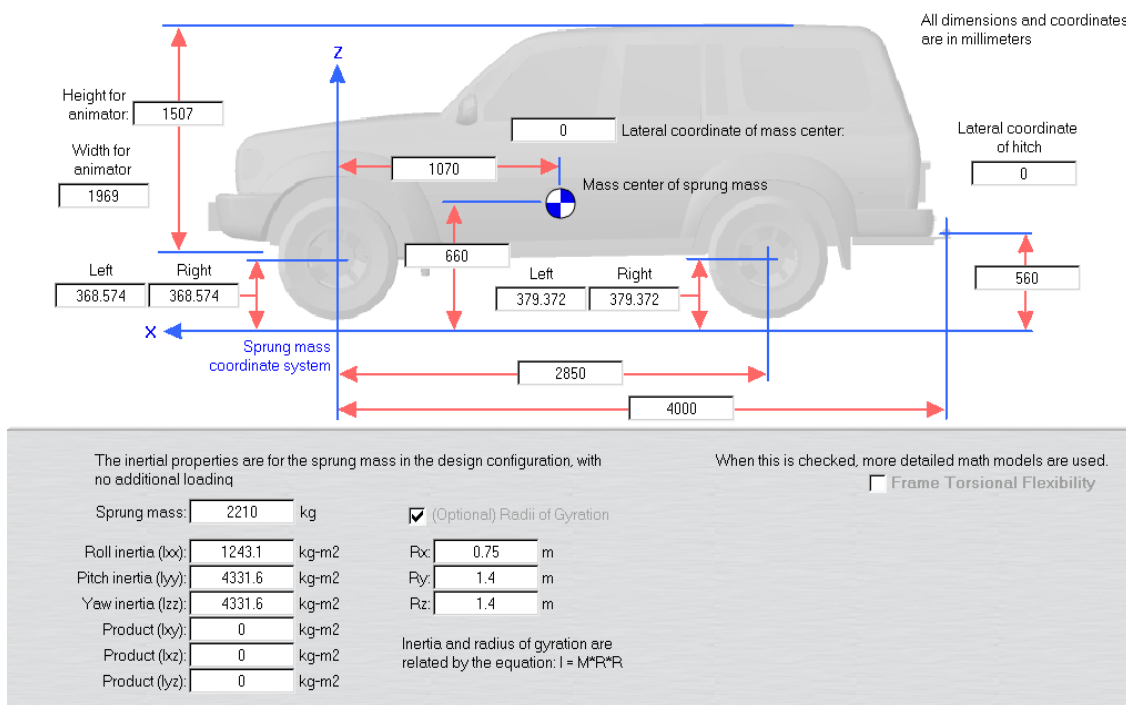 All dimensions and coordinates
are in millimeters
Z
Height for
animator: 1507
0 Lateral coordinate of mass center:
Lateral coordinate
of hitch
0
Width for
animator
1969
1070
Mass center of sprung mass
660
Left Right
368.574 368.574
Left Right
379.372 379.372
560
X
Sprung mass
coordinate system
2850
4000
The inertial properties are for the sprung mass in the design configuration, with
no additional loading
When this is checked, more detailed math models are used.
Frame Torsional Flexibility
Sprung mass: 2210 kg
(Optional) Radii of Gyration
Roll inertia (Ixx): 1243.1 kg-m2
Rx: 0.75 m
Pitch inertia (Iyy): 4331.6 kg-m2
Ry: 1.4 m
Yaw inertia (Izz): 4331.6 kg-m2
Rz: 1.4 m
Product (Ixy): 0 kg-m2
Product (Ixz): 0 kg-m2
Product (Iyz): 0 kg-m2
Inertia and radius of gyration are
related by the equation: I = M*R*R